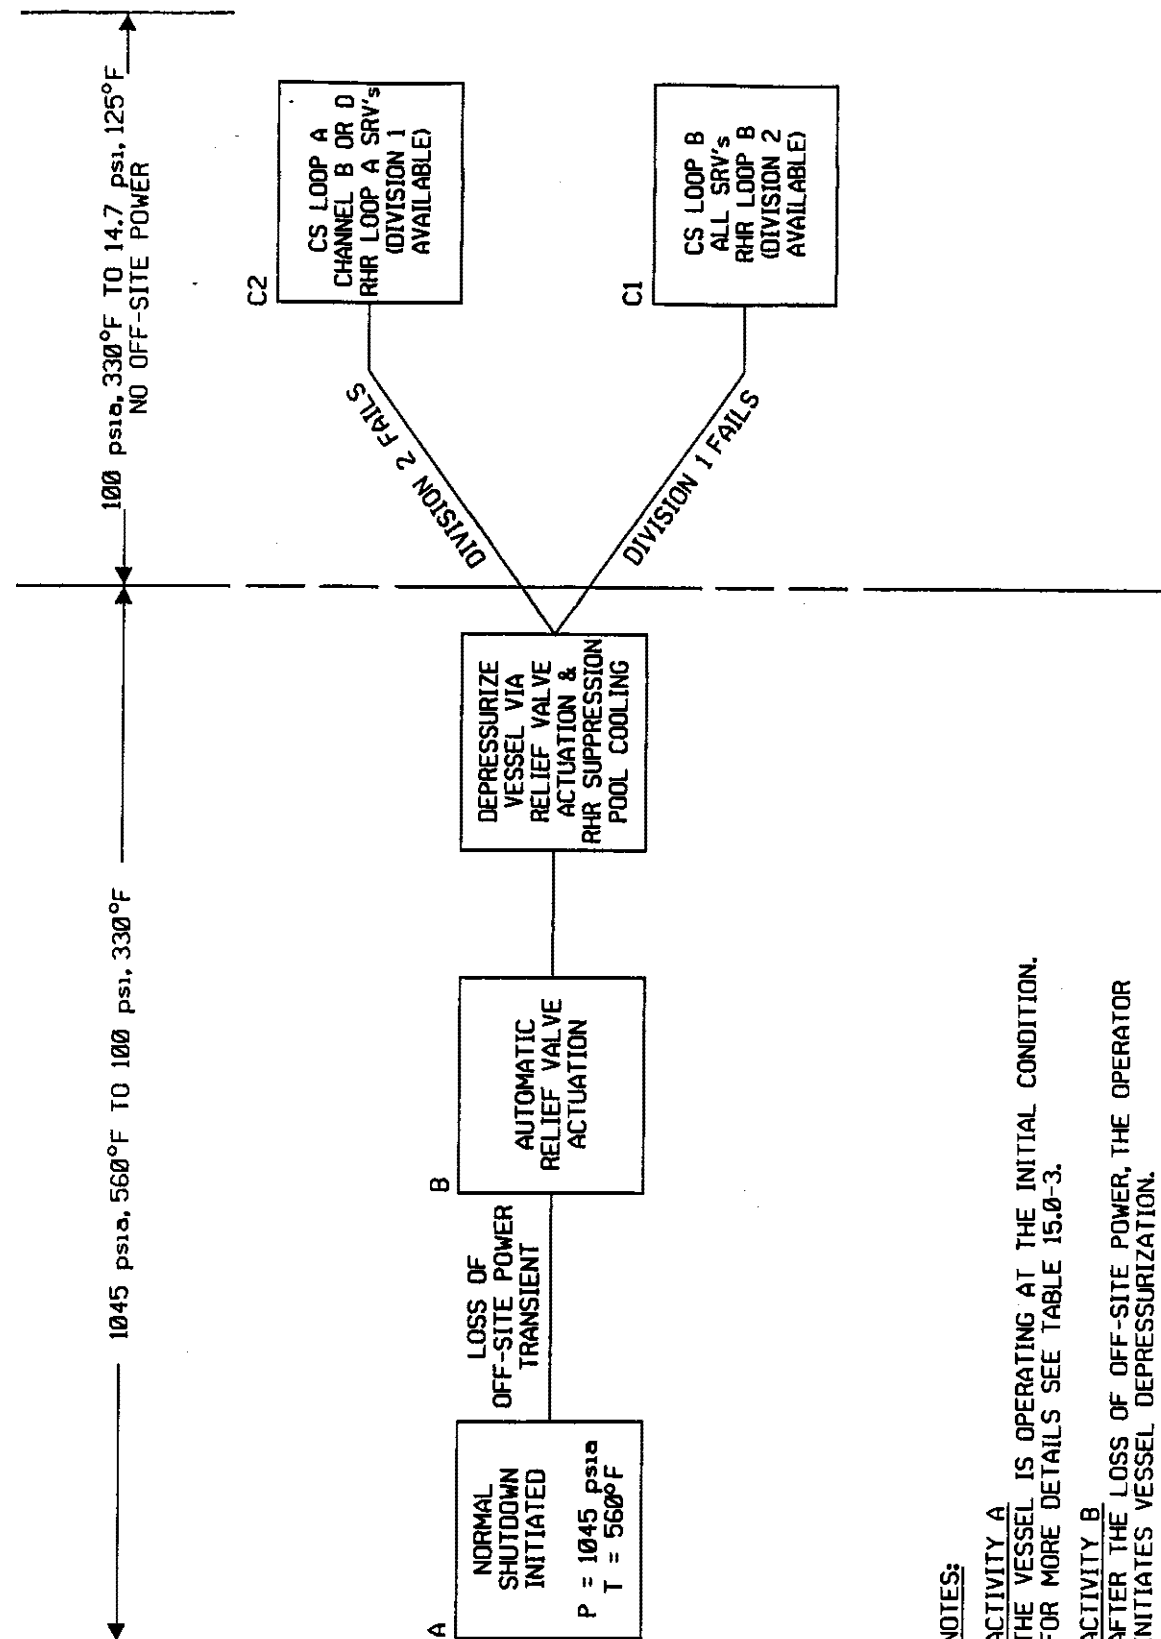 1045 psia, 560°F TO 100 psi, 330°F
100 psia, 330°F TO 14.7 psi, 125°F
NO OFF-SITE POWER
A
NORMAL
SHUTDOWN
INITIATED
P = 1045 psia
T = 560°F
LOSS OF
OFF-SITE POWER
TRANSIENT
B
AUTOMATIC
RELIEF VALVE
ACTUATION
DEPRESSURIZE
VESSEL VIA
RELIEF VALVE
ACTUATION &
RHR SUPPRESSION
POOL COOLING
DIVISION 2 FAILS
C2
CS LOOP A
CHANNEL B OR D
RHR LOOP A SRV's
(DIVISION 1
AVAILABLE)
DIVISION 1 FAILS
C1
CS LOOP B
ALL SRV's
RHR LOOP B
(DIVISION 2
AVAILABLE)
NOTES:
ACTIVITY A
THE VESSEL IS OPERATING AT THE INITIAL CONDITION.
FOR MORE DETAILS SEE TABLE 15.0-3.
ACTIVITY B
AFTER THE LOSS OF OFF-SITE POWER, THE OPERATOR
INITIATES VESSEL DEPRESSURIZATION.